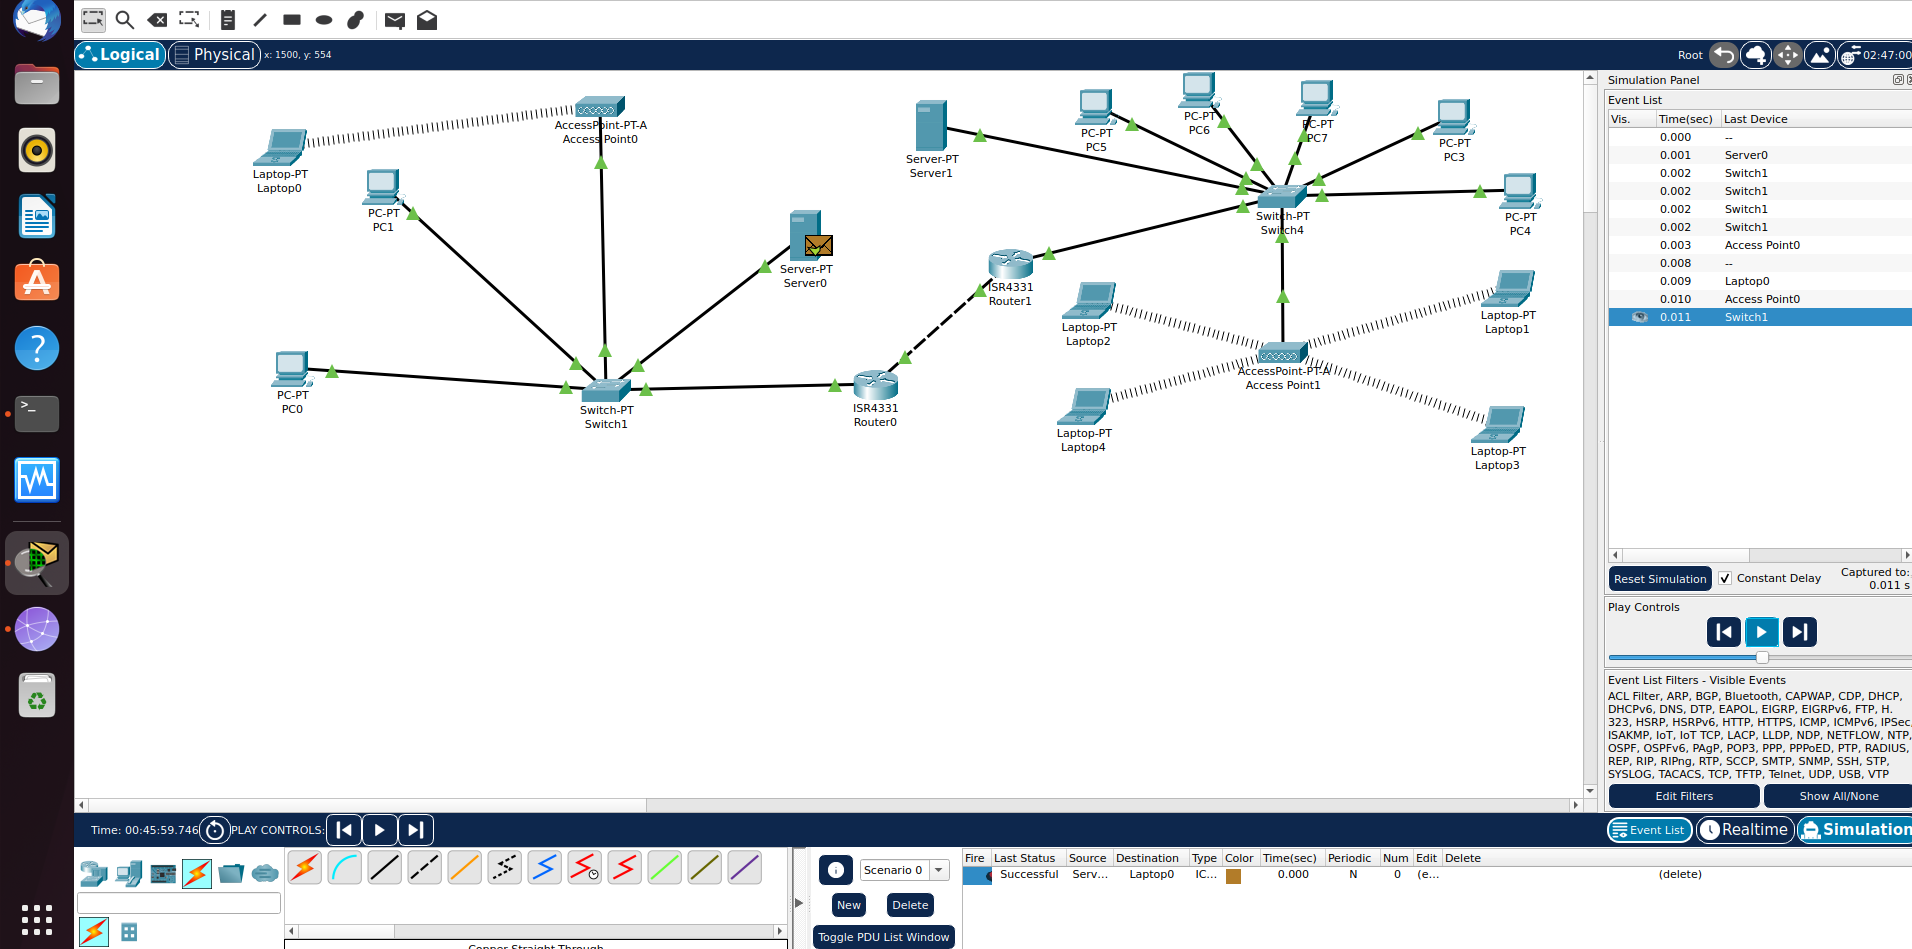 Logical
Physical
x: 1500, y: 554
Root
02:47:00
AccessPoint-PT-A
Access Point0
Laptop-PT
Laptop0
PC-PT
PC1
Server-PT
Server0
PC-PT
PC0
Switch-PT
Switch1
ISR4331
Router0
ISR4331
Router1
Server-PT
Server1
PC-PT
PC5
PC-PT
PC6
PC-PT
PC7
PC-PT
PC3
PC-PT
PC4
Switch-PT
Switch4
Laptop-PT
Laptop2
Laptop-PT
Laptop1
AccessPoint-PT-A
Access Point1
Laptop-PT
Laptop4
Laptop-PT
Laptop3
Simulation Panel
Event List
Vis. Time(sec) Last Device
0.000 --
0.001 Server0
0.002 Switch1
0.002 Switch1
0.002 Switch1
0.002 Switch1
0.003 Access Point0
0.008 --
0.009 Laptop0
0.010 Access Point0
0.011 Switch1
Reset Simulation
Constant Delay
Captured to:
0.011 s
Play Controls
Event List Filters - Visible Events
ACL Filter, ARP, BGP, Bluetooth, CAPWAP, CDP, DHCP,
DHCPv6, DNS, DTP, EAPOL, EIGRP, EIGRPv6, FTP, H.
323, HSRP, HSRPv6, HTTP, HTTPS, ICMP, ICMPv6, IPSec,
ISAKMP, IoT, IoT TCP, LACP, LLDP, NDP, NETFLOW, NTP,
OSPF, OSPFv6, PAgP, POP3, PPP, PPPoED, PTP, RADIUS,
REP, RIP, RIPng, RTP, SCCP, SMTP, SNMP, SSH, STP,
SYSLOG, TACACS, TCP, TFTP, Telnet, UDP, USB, VTP
Edit Filters
Show All/None
Time: 00:45:59.746
PLAY CONTROLS:
Event List
Realtime
Simulation
Scenario 0
New
Delete
Toggle PDU List Window
Fire Last Status Source Destination Type Color Time(sec) Periodic Num Edit Delete
Successful Serv... Laptop0 IC... 0.000 N 0 (e... (delete)
Copper Straight-Through